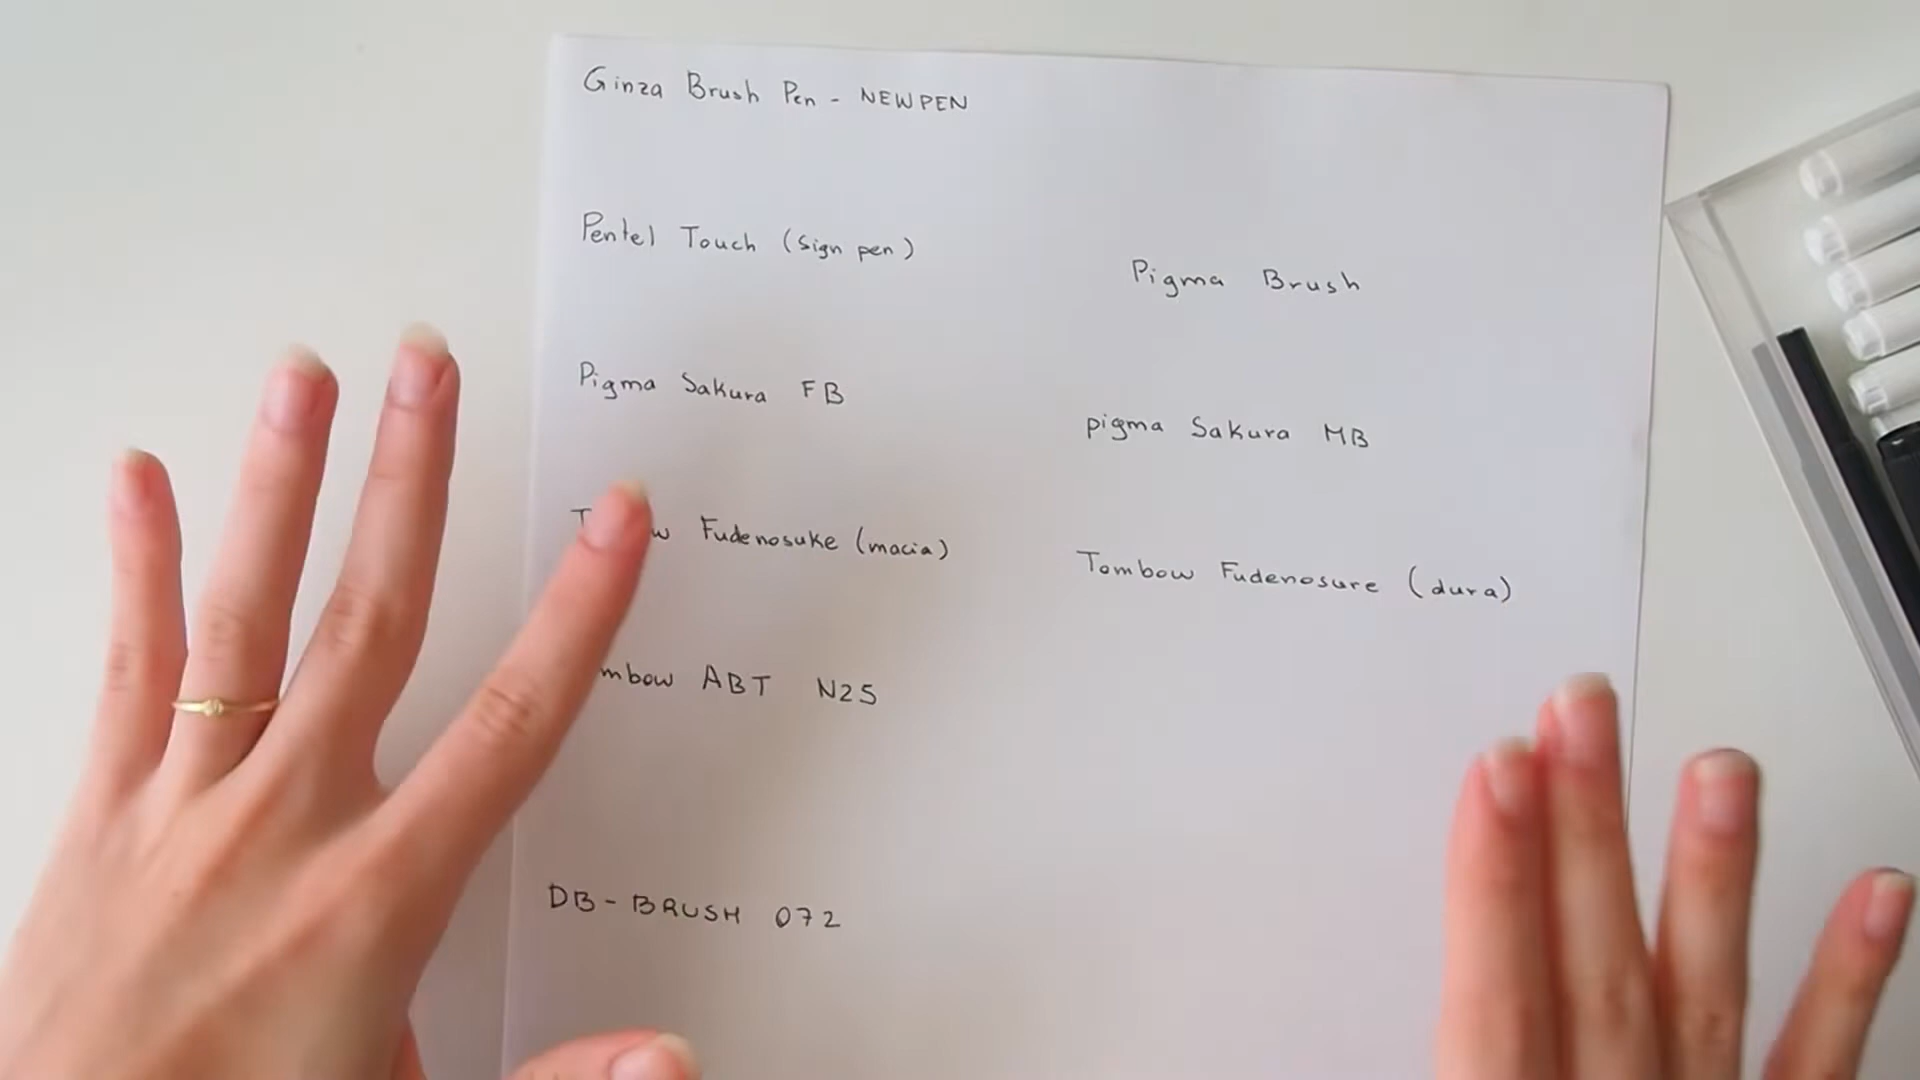 Ginza Brush Pen - NEWPEN
Pentel Touch (Sign pen)
Pigma Brush
Pigma Sakura FB
pigma Sakura MB
Fudenosuke (macia)
Tombow Fudenosure (dura)
ABT N25
DB-BRUSH 072